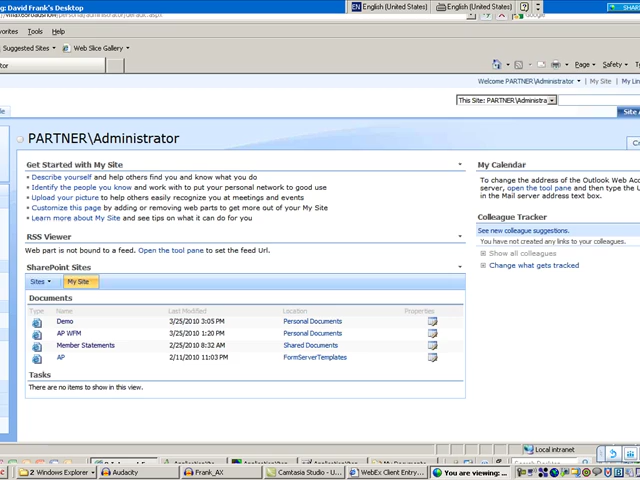 ng: David Frank's Desktop
EN English (United States)
English (United States)
?
SHARI
Google
vorites Tools Help
Suggested Sites Web Slice Gallery
tor
Page Safety
Welcome PARTNER\Administrator My Site My Lin
This Site: PARTNER\Administra
Site A
PARTNER\Administrator
Get Started with My Site
Describe yourself and help others find you and know what you do
Identify the people you know and work with to put your personal network to good use
Upload your picture to help others easily recognize you at meetings and events
Customize this page by adding or removing web parts to get more out of your My Site
Learn more about My Site and see tips on what it can do for you
My Calendar
To change the address of the Outlook Web Acc
server, open the tool pane and then type the U
in the Mail server address text box.
Colleague Tracker
See new colleague suggestions.
You have not created any links to your colleagues.
Show all colleagues
Change what gets tracked
RSS Viewer
Web part is not bound to a feed. Open the tool pane to set the feed Url.
SharePoint Sites
Sites My Site
Documents
Type Name Last Modified Location Properties
Demo 3/25/2010 3:05 PM Personal Documents
AP WFM 3/25/2010 1:20 PM Personal Documents
Member Statements 2/25/2010 8:32 AM Shared Documents
AP 2/11/2010 11:03 PM FormServerTemplates
Tasks
There are no items to show in this view.
Local intranet
2 Windows Explorer Audacity Frank_AX Camtasia Studio - U... WebEx Client Entry... You are viewing: